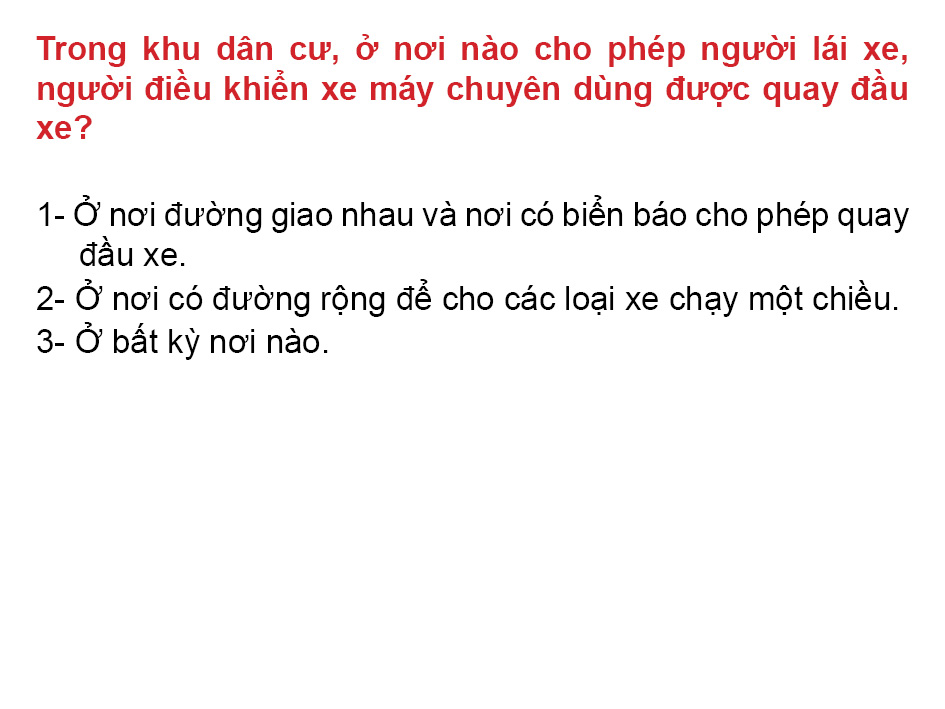 Trong khu dân cư, ở nơi nào cho phép người lái xe,
người điều khiển xe máy chuyên dùng được quay đầu
xe?
1- Ở nơi đường giao nhau và nơi có biển báo cho phép quay
đầu xe.
2- Ở nơi có đường rộng để cho các loại xe chạy một chiều.
3- Ở bất kỳ nơi nào.